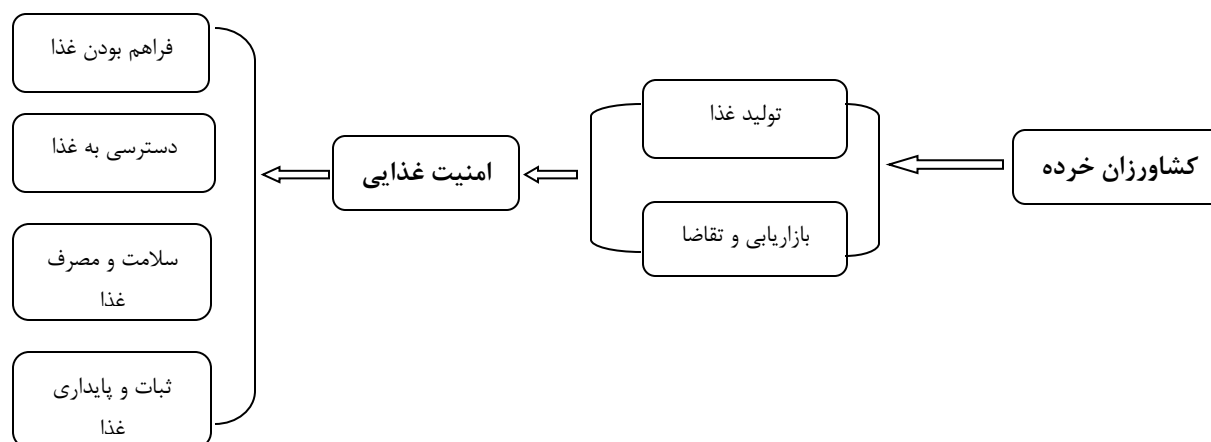 کشاورزان خرده
تولید غذا
بازاریابی و تقاضا
امنیت غذایی
فراهم بودن غذا
دسترسی به غذا
سلامت و مصرف
غذا
ثبات و پایداری
غذا